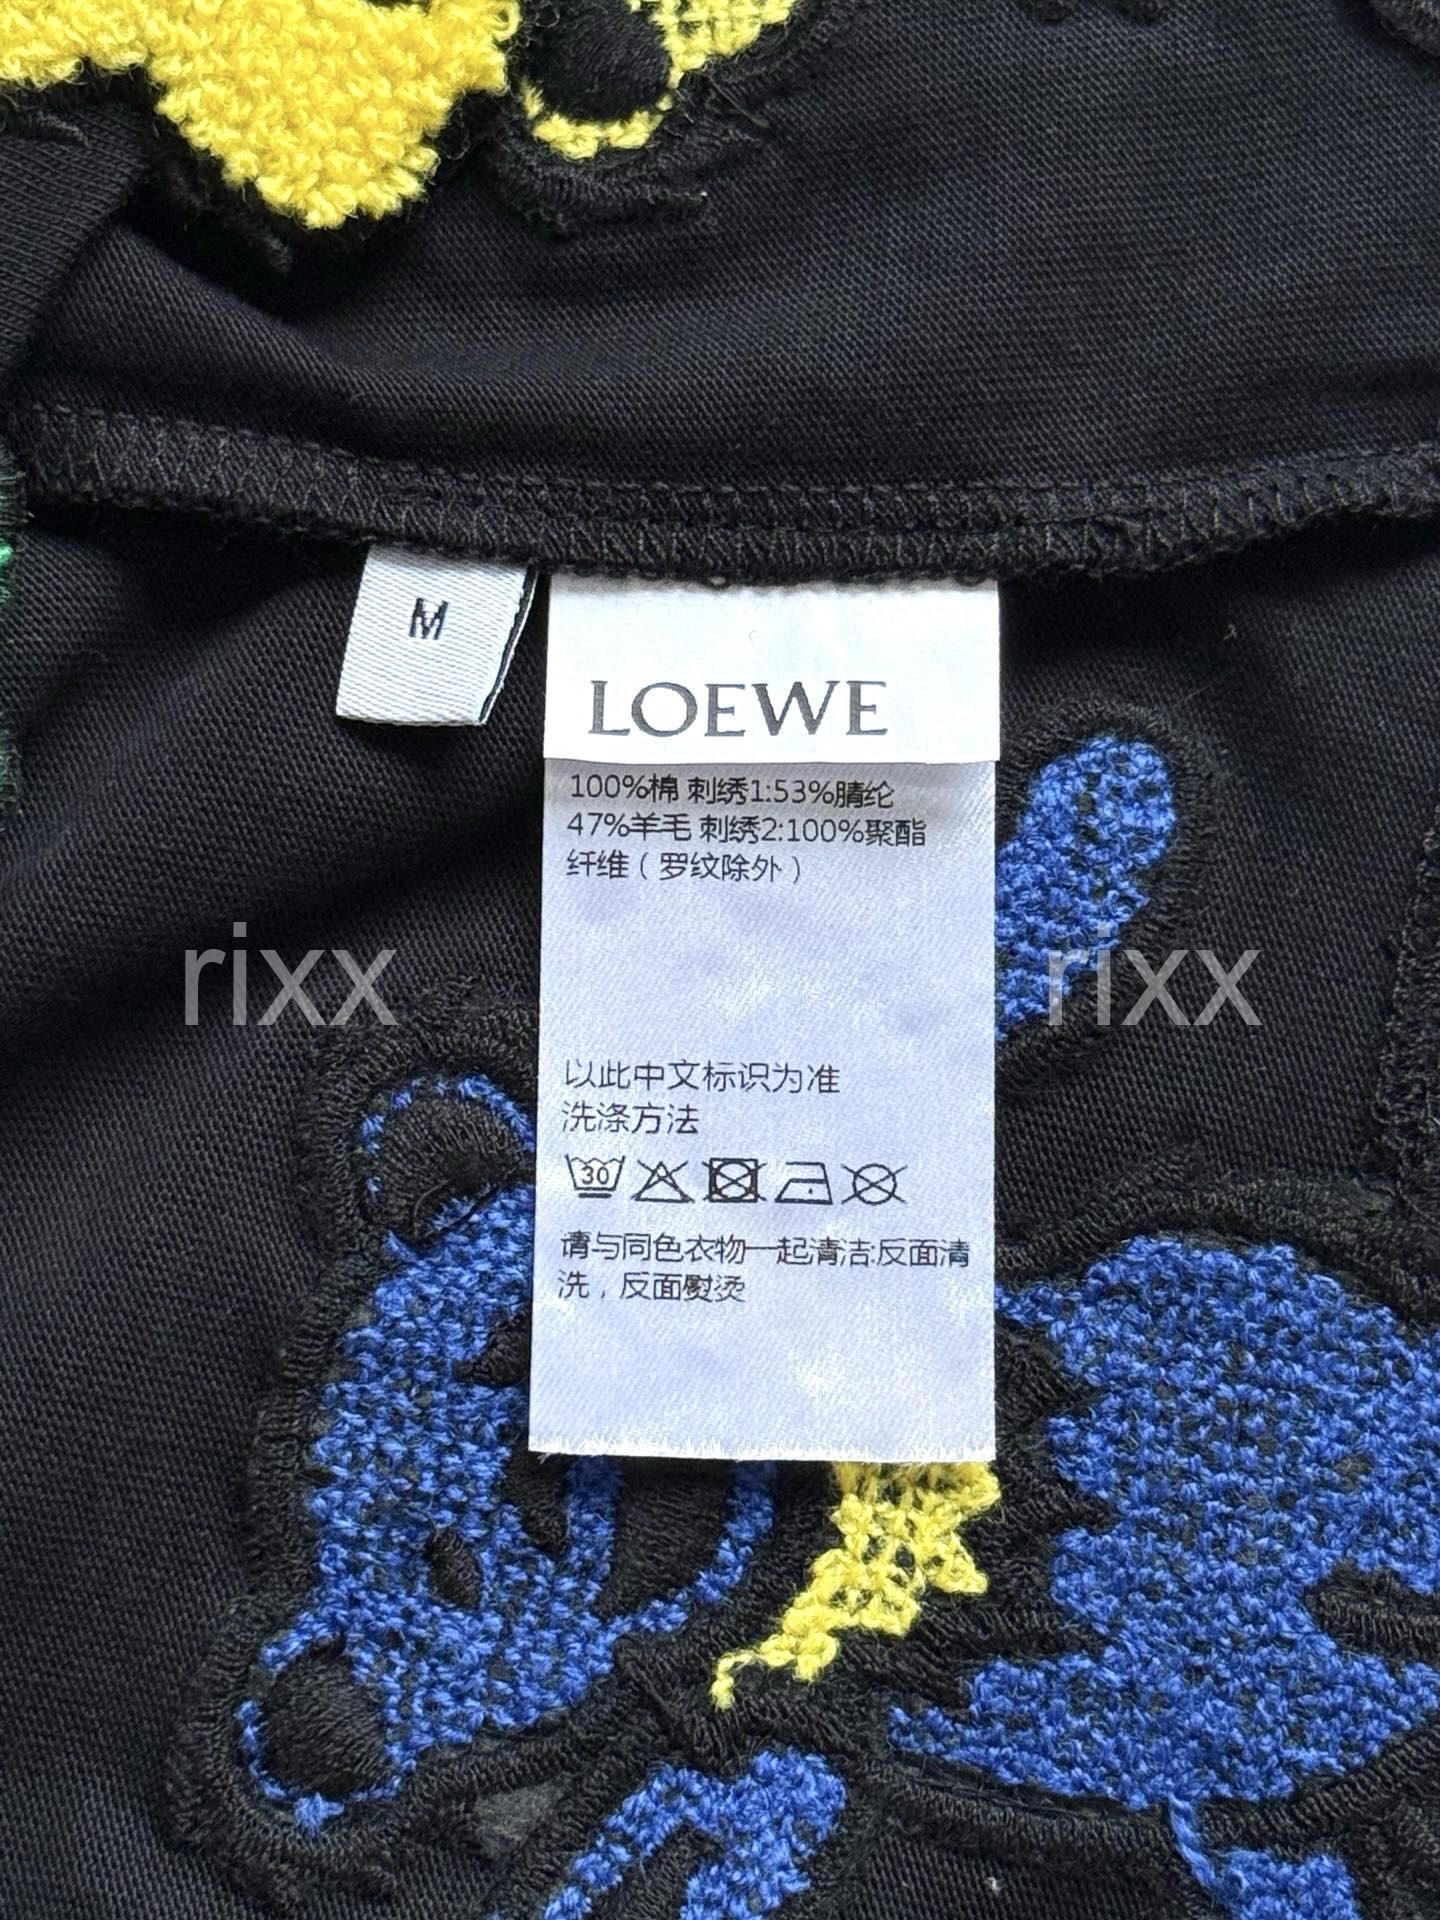 M
LOEWE
100%棉 刺绣1:53%腈纶
47%羊毛 刺绣2:100%聚酯
纤维（罗纹除外）
rixx rixx
以此中文标识为准
洗涤方法
30
请与同色衣物一起清洁:反面清
洗，反面熨烫